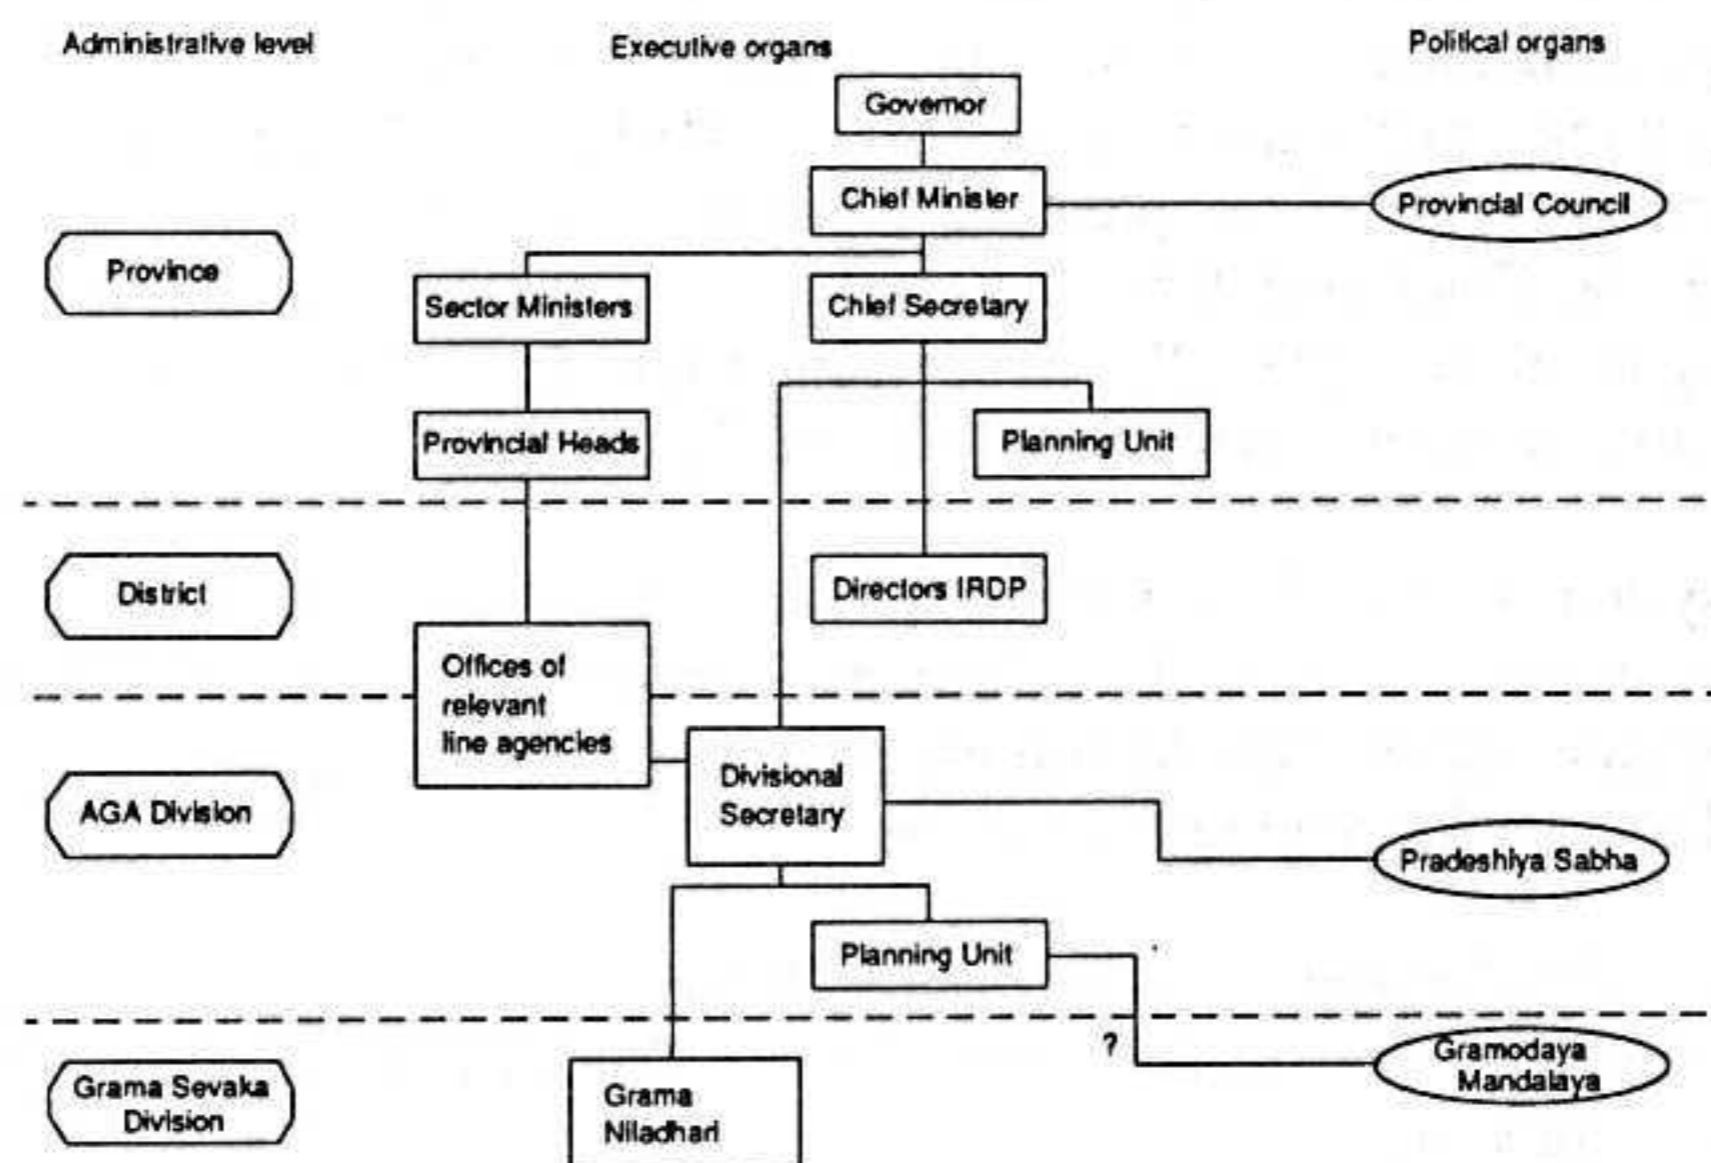 Administrative level
Executive organs
Political organs
Governor
Chief Minister
Provincial Council
Province
Sector Ministers
Chief Secretary
Provincial Heads
Planning Unit
District
Directors IRDP
Offices of
relevant
line agencies
Divisional
Secretary
AGA Division
Pradeshiya Sabha
Planning Unit
?
Gramodaya
Mandalaya
Grama Sevaka
Division
Grama
Niladhari